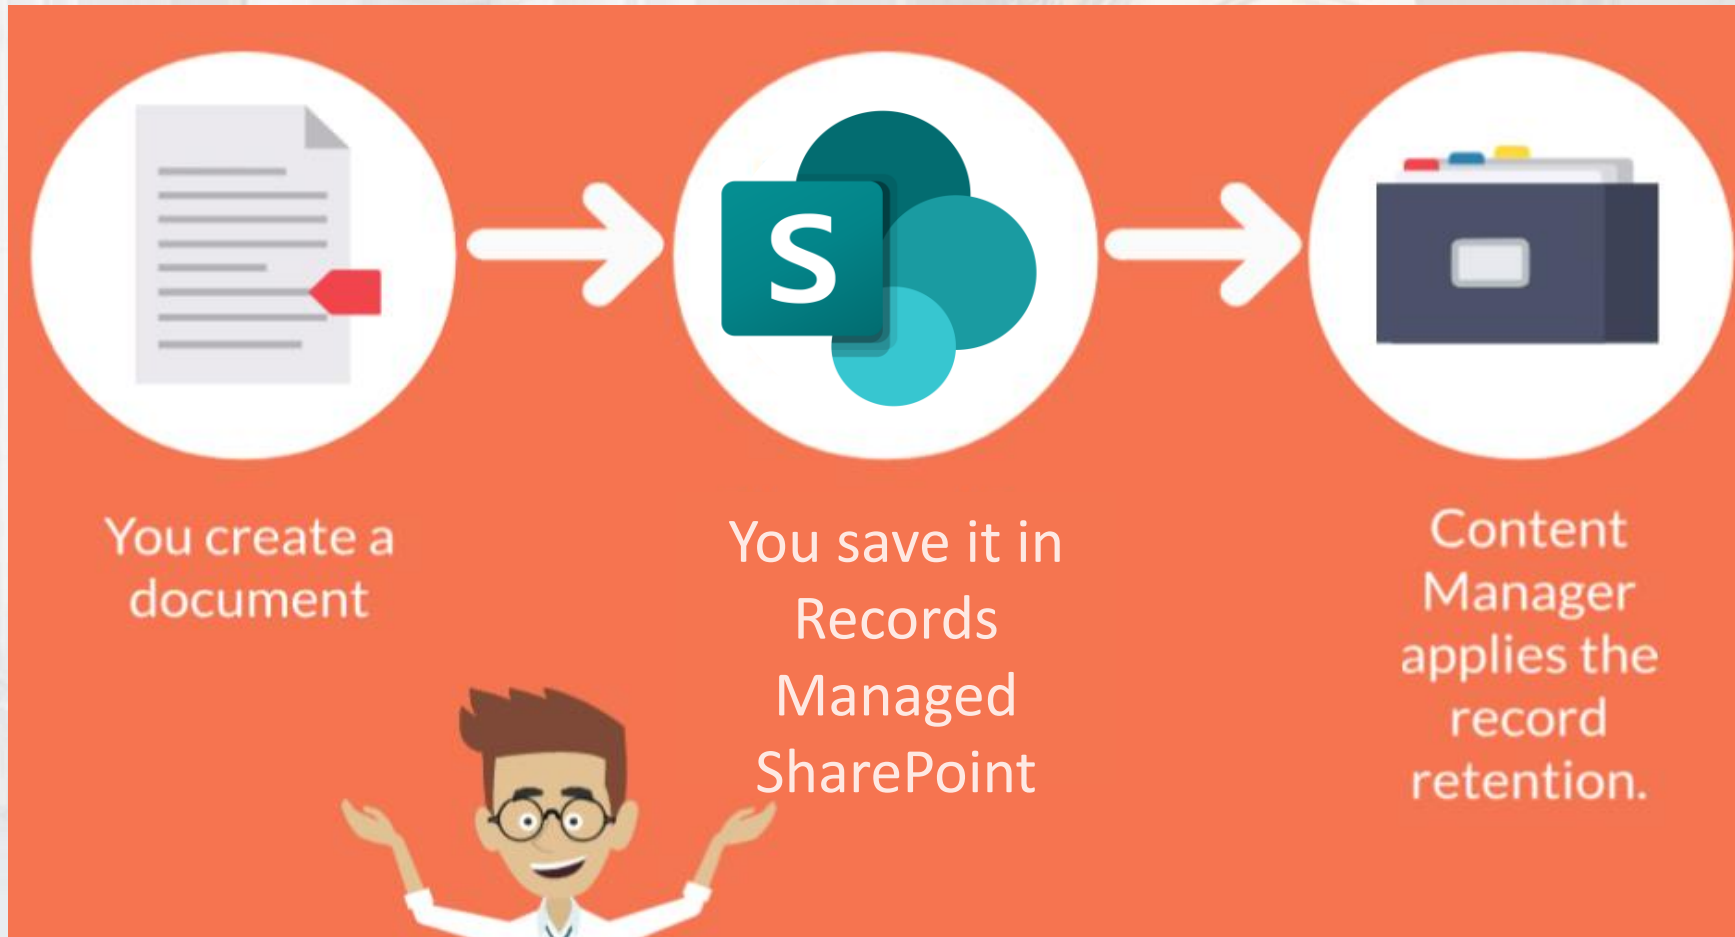 S
You create a
document
You save it in
Records
Managed
SharePoint
Content
Manager
applies the
record
retention.